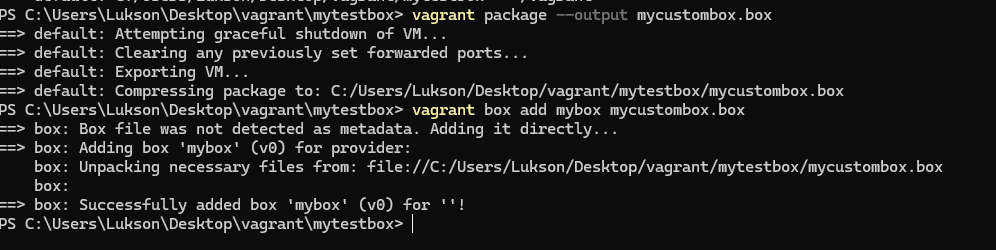 PS C:\Users\Lukson\Desktop\vagrant\mytestbox> vagrant package --output mycustombox.box
==> default: Attempting graceful shutdown of VM...
==> default: Clearing any previously set forwarded ports...
==> default: Exporting VM...
==> default: Compressing package to: C:/Users/Lukson/Desktop/vagrant/mytestbox/mycustombox.box
PS C:\Users\Lukson\Desktop\vagrant\mytestbox> vagrant box add mybox mycustombox.box
==> box: Box file was not detected as metadata. Adding it directly...
==> box: Adding box 'mybox' (v0) for provider:
box: Unpacking necessary files from: file://C:/Users/Lukson/Desktop/vagrant/mytestbox/mycustombox.box
box:
==> box: Successfully added box 'mybox' (v0) for ''!
PS C:\Users\Lukson\Desktop\vagrant\mytestbox>